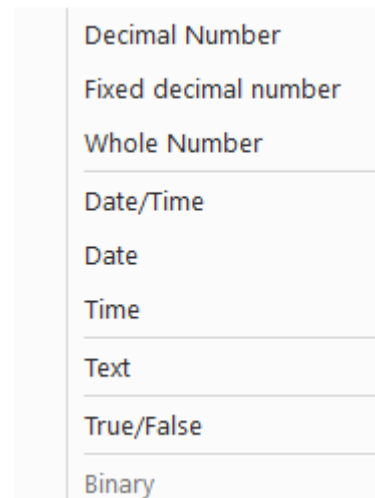 Decimal Number
Fixed decimal number
Whole Number
Date/Time
Date
Time
Text
True/False
Binary